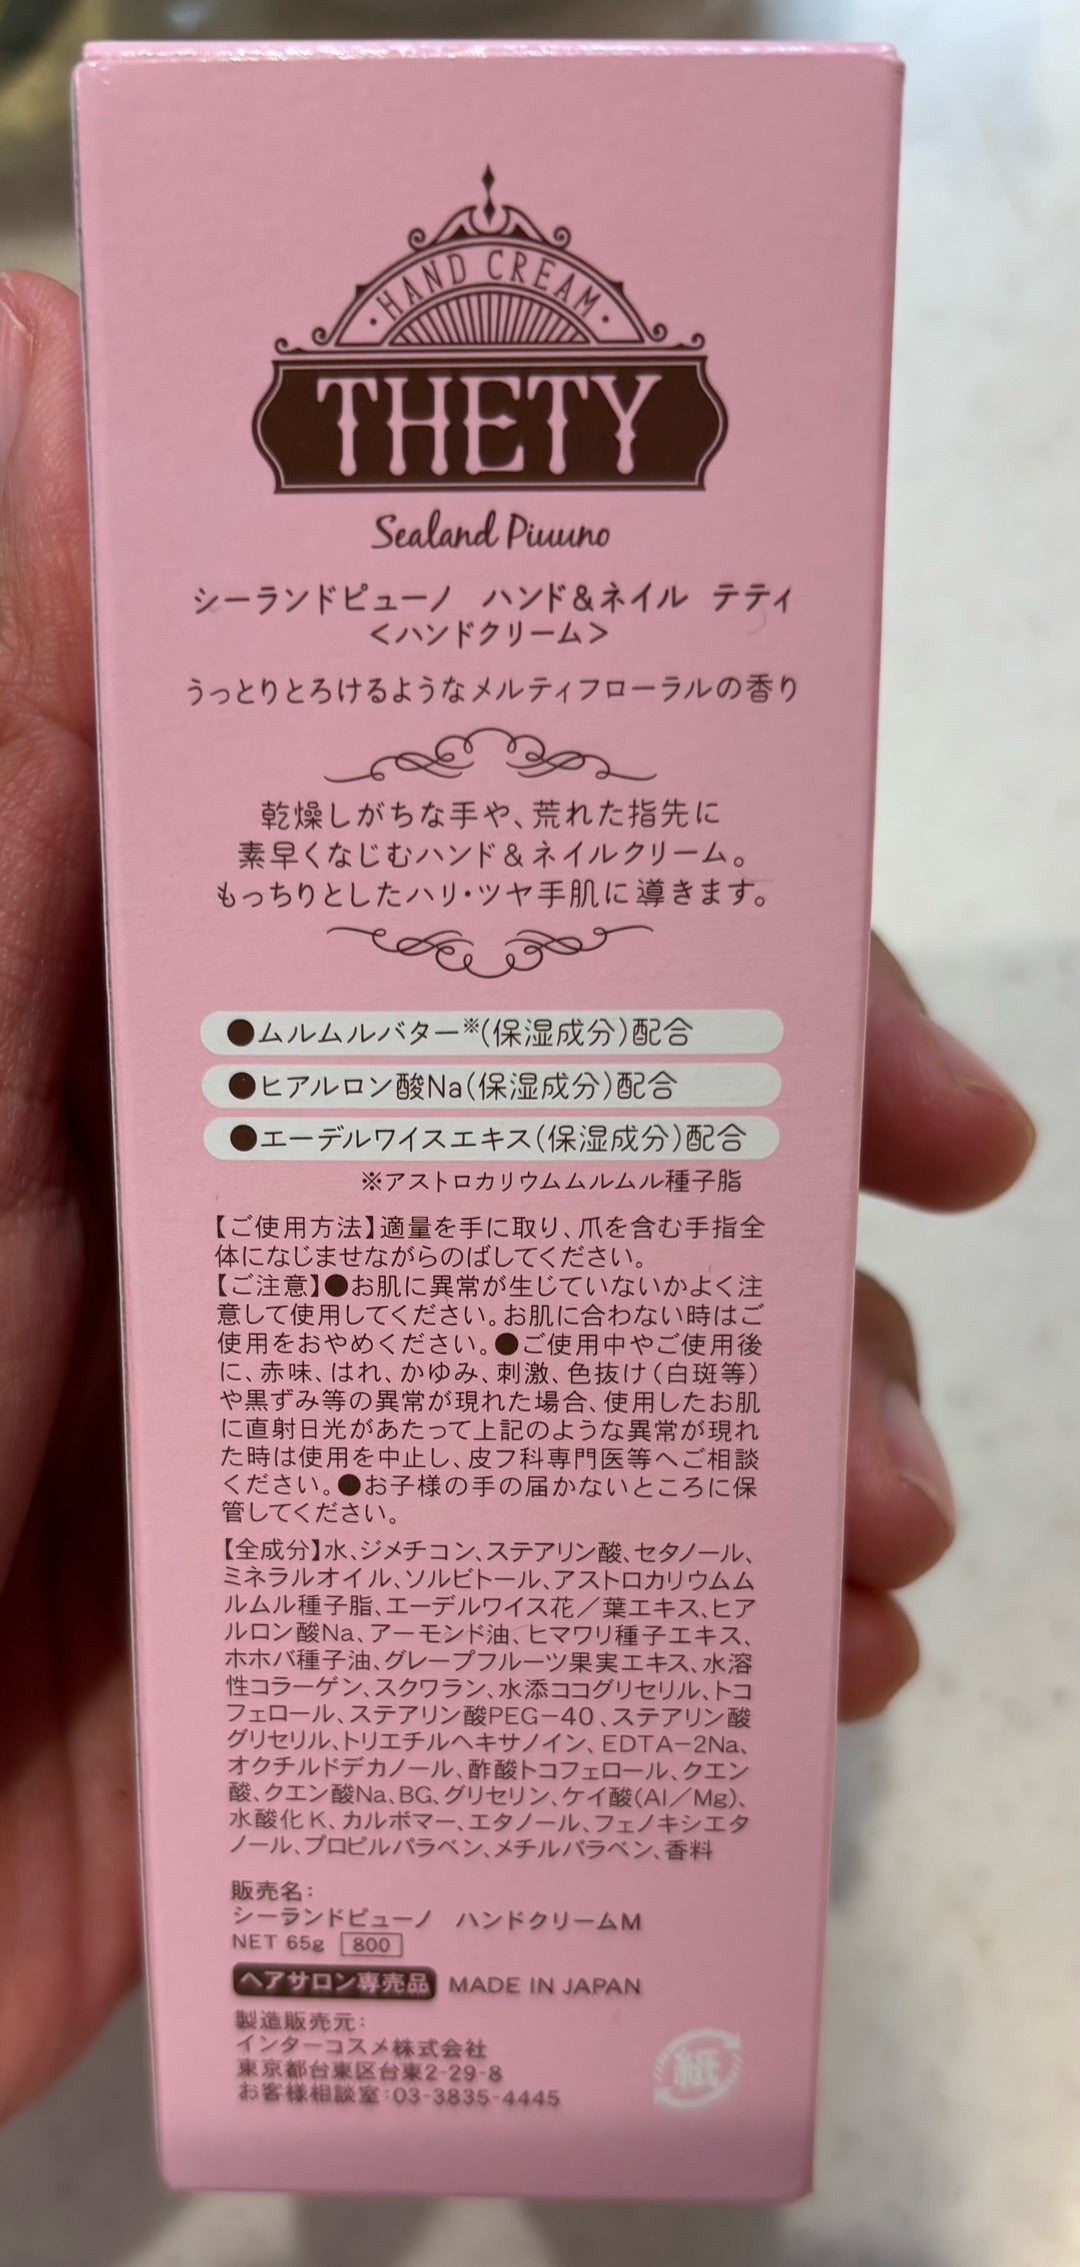 ・HAND CREAM・
THETY
Sealand Piuuno
シーランドピューノ　ハンド＆ネイル　テティ
＜ハンドクリーム＞
うっとりとろけるようなメルティフローラルの香り
乾燥しがちな手や、荒れた指先に
素早くなじむハンド＆ネイルクリーム。
もっちりとしたハリ・ツヤ手肌に導きます。
●ムルムルバター※(保湿成分)配合
●ヒアルロン酸Na(保湿成分)配合
●エーデルワイスエキス(保湿成分)配合
※アストロカリウムムルムル種子脂
【ご使用方法】適量を手に取り、爪を含む手指全
体になじませながらのばしてください。
【ご注意】●お肌に異常が生じていないかよく注
意して使用してください。お肌に合わない時はご
使用をおやめください。●ご使用中やご使用後
に、赤味、はれ、かゆみ、刺激、色抜け（白斑等）
や黒ずみ等の異常が現れた場合、使用したお肌
に直射日光があたって上記のような異常が現れ
た時は使用を中止し、皮フ科専門医等へご相談
ください。●お子様の手の届かないところに保
管してください。
【全成分】水、ジメチコン、ステアリン酸、セタノール、
ミネラルオイル、ソルビトール、アストロカリウムム
ルムル種子脂、エーデルワイス花／葉エキス、ヒア
ルロン酸Na、アーモンド油、ヒマワリ種子エキス、
ホホバ種子油、グレープフルーツ果実エキス、水溶
性コラーゲン、スクワラン、水添ココグリセリル、トコ
フェロール、ステアリン酸PEG－40、ステアリン酸
グリセリル、トリエチルヘキサノイン、EDTA－2Na、
オクチルドデカノール、酢酸トコフェロール、クエン
酸、クエン酸Na、BG、グリセリン、ケイ酸(Al／Mg)、
水酸化K、カルボマー、エタノール、フェノキシエタ
ノール、プロピルパラベン、メチルパラベン、香料
販売名：
シーランドピューノ　ハンドクリームM
NET 65g 800
ヘアサロン専売品 MADE IN JAPAN
製造販売元：
インターコスメ株式会社
東京都台東区台東2-29-8
お客様相談室：03-3835-4445
紙